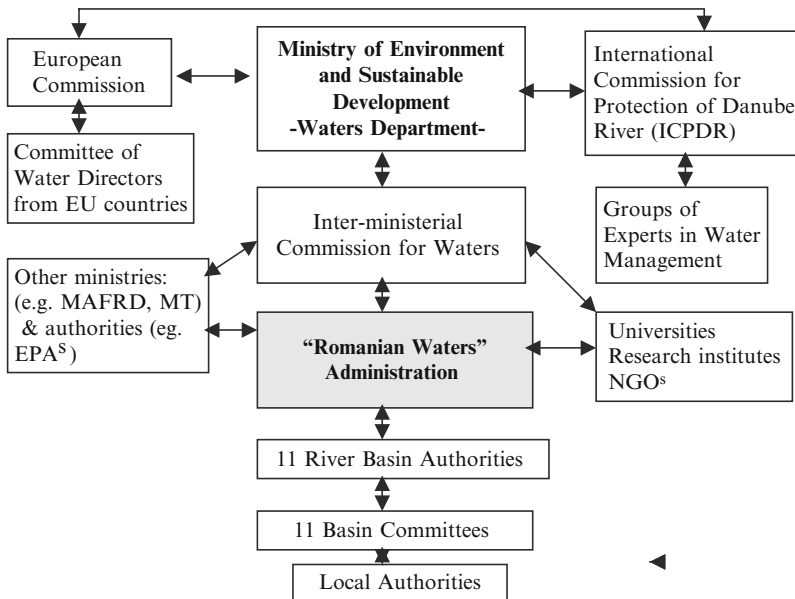 European
Commission
Ministry of Environment
and Sustainable
Development
-Waters Department-
International
Commission for
Protection of Danube
River (ICPDR)
Committee of
Water Directors
from EU countries
Inter-ministerial
Commission for Waters
Groups of
Experts in Water
Management
Other ministries:
(e.g. MAFRD, MT)
& authorities (eg.
EPAˢ)
“Romanian Waters”
Administration
Universities
Research institutes
NGOˢ
11 River Basin Authorities
11 Basin Committees
Local Authorities